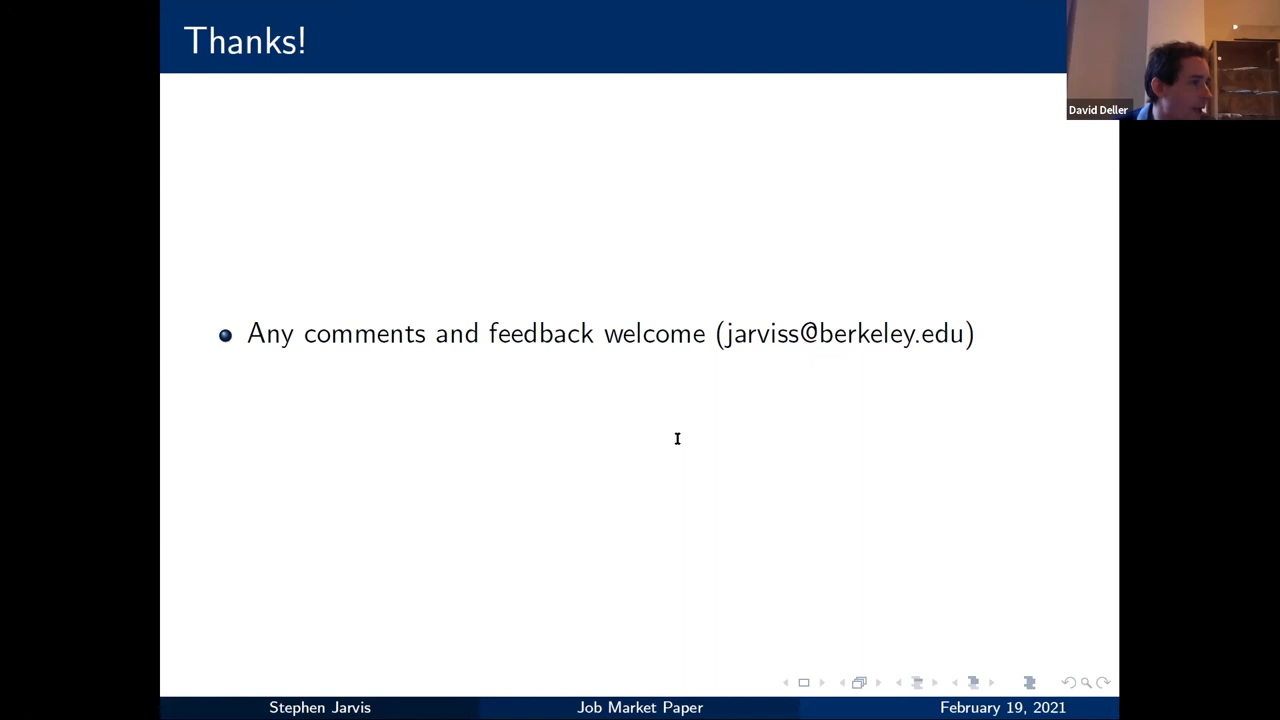 Thanks!
David Deller
Any comments and feedback welcome (jarviss@berkeley.edu)
Stephen Jarvis
Job Market Paper
February 19, 2021